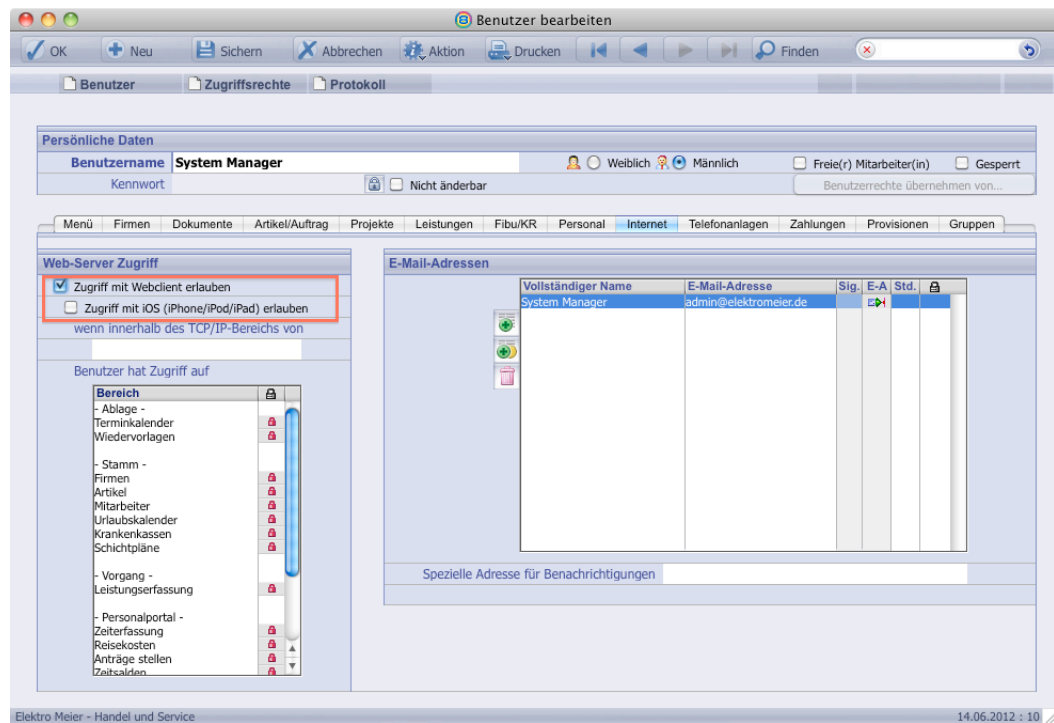 Benutzer bearbeiten
OK Neu Sichern Abbrechen Aktion Drucken Finden
Benutzer Zugriffsrechte Protokoll
Persönliche Daten
Benutzername System Manager Weiblich Männlich Freie(r) Mitarbeiter(in) Gesperrt
Kennwort Nicht änderbar Benutzerrechte übernehmen von...
Menü Firmen Dokumente Artikel/Auftrag Projekte Leistungen Fibu/KR Personal Internet Telefonanlagen Zahlungen Provisionen Gruppen
Web-Server Zugriff
Zugriff mit Webclient erlauben
Zugriff mit iOS (iPhone/iPod/iPad) erlauben
wenn innerhalb des TCP/IP-Bereichs von
Benutzer hat Zugriff auf
Bereich
- Ablage -
Terminkalender
Wiedervorlagen
- Stamm -
Firmen
Artikel
Mitarbeiter
Urlaubskalender
Krankenkassen
Schichtpläne
- Vorgang -
Leistungserfassung
- Personalportal -
Zeiterfassung
Reisekosten
Anträge stellen
Zeitsalden
E-Mail-Adressen
Vollständiger Name E-Mail-Adresse Sig. E-A Std.
System Manager admin@elektromeier.de
Spezielle Adresse für Benachrichtigungen
Elektro Meier - Handel und Service 14.06.2012 : 10